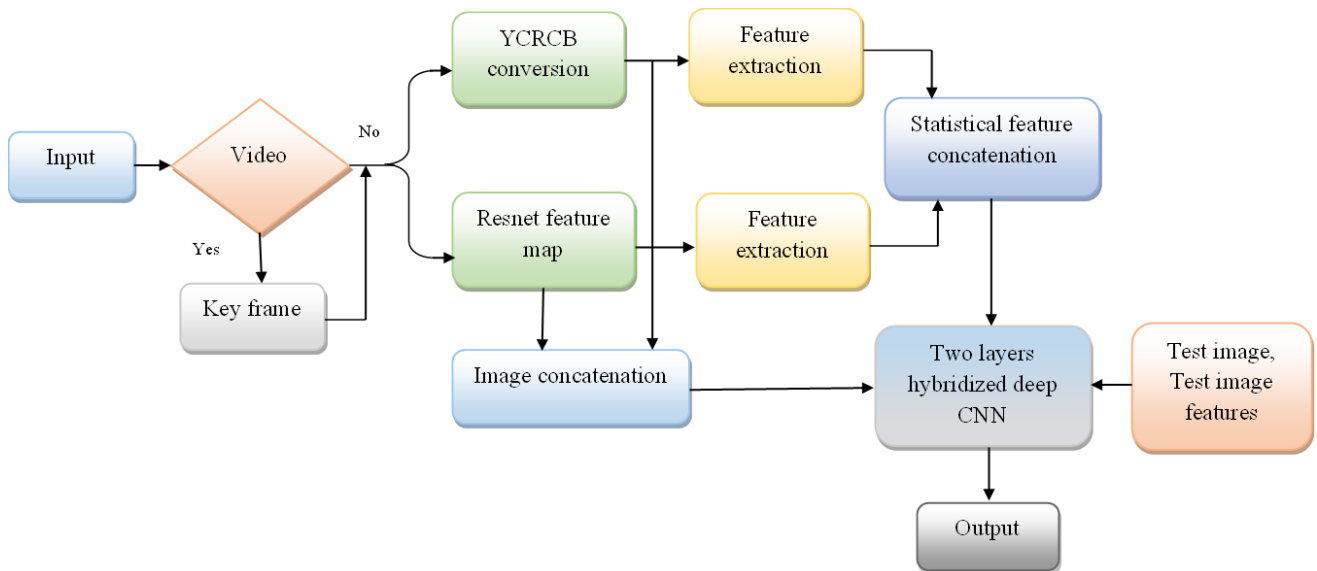 Input
Video
No
Yes
Key frame
YCRCB
conversion
Resnet feature
map
Image concatenation
Feature
extraction
Feature
extraction
Statistical feature
concatenation
Two layers
hybridized deep
CNN
Test image,
Test image
features
Output